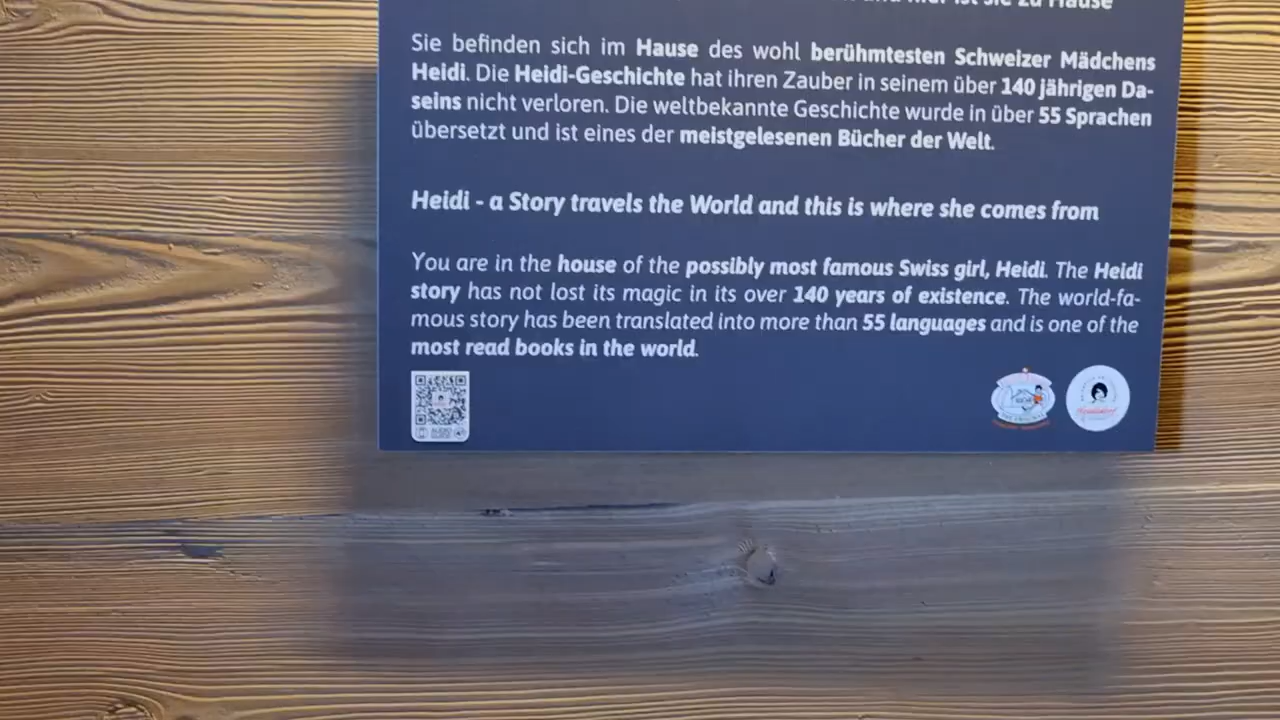 ist sie zu Hause
Sie befinden sich im Hause des wohl berühmtesten Schweizer Mädchens
Heidi. Die Heidi-Geschichte hat ihren Zauber in seinem über 140 jährigen Da-
seins nicht verloren. Die weltbekannte Geschichte wurde in über 55 Sprachen
übersetzt und ist eines der meistgelesenen Bücher der Welt.
Heidi - a Story travels the World and this is where she comes from
You are in the house of the possibly most famous Swiss girl, Heidi. The Heidi
story has not lost its magic in its over 140 years of existence. The world-fa-
mous story has been translated into more than 55 languages and is one of the
most read books in the world.